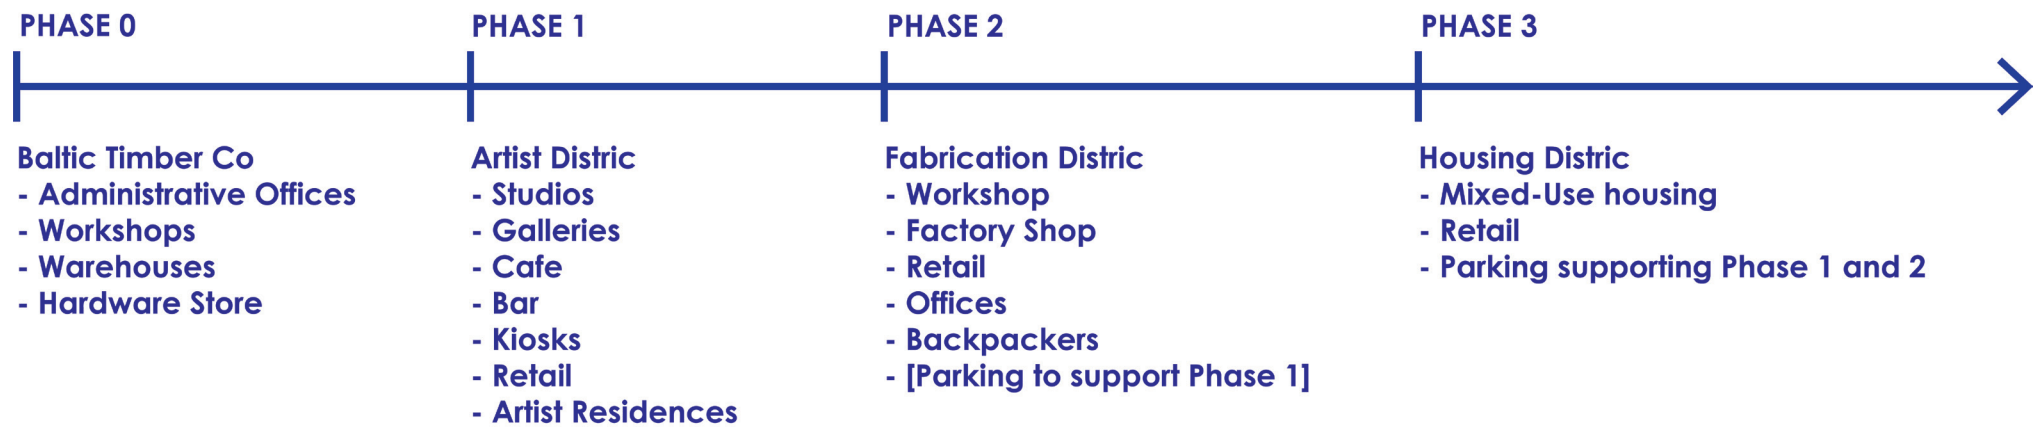 PHASE 0
Baltic Timber Co
- Administrative Offices
- Workshops
- Warehouses
- Hardware Store
PHASE 1
Artist Distric
- Studios
- Galleries
- Cafe
- Bar
- Kiosks
- Retail
- Artist Residences
PHASE 2
Fabrication Distric
- Workshop
- Factory Shop
- Retail
- Offices
- Backpackers
- [Parking to support Phase 1]
PHASE 3
Housing Distric
- Mixed-Use housing
- Retail
- Parking supporting Phase 1 and 2